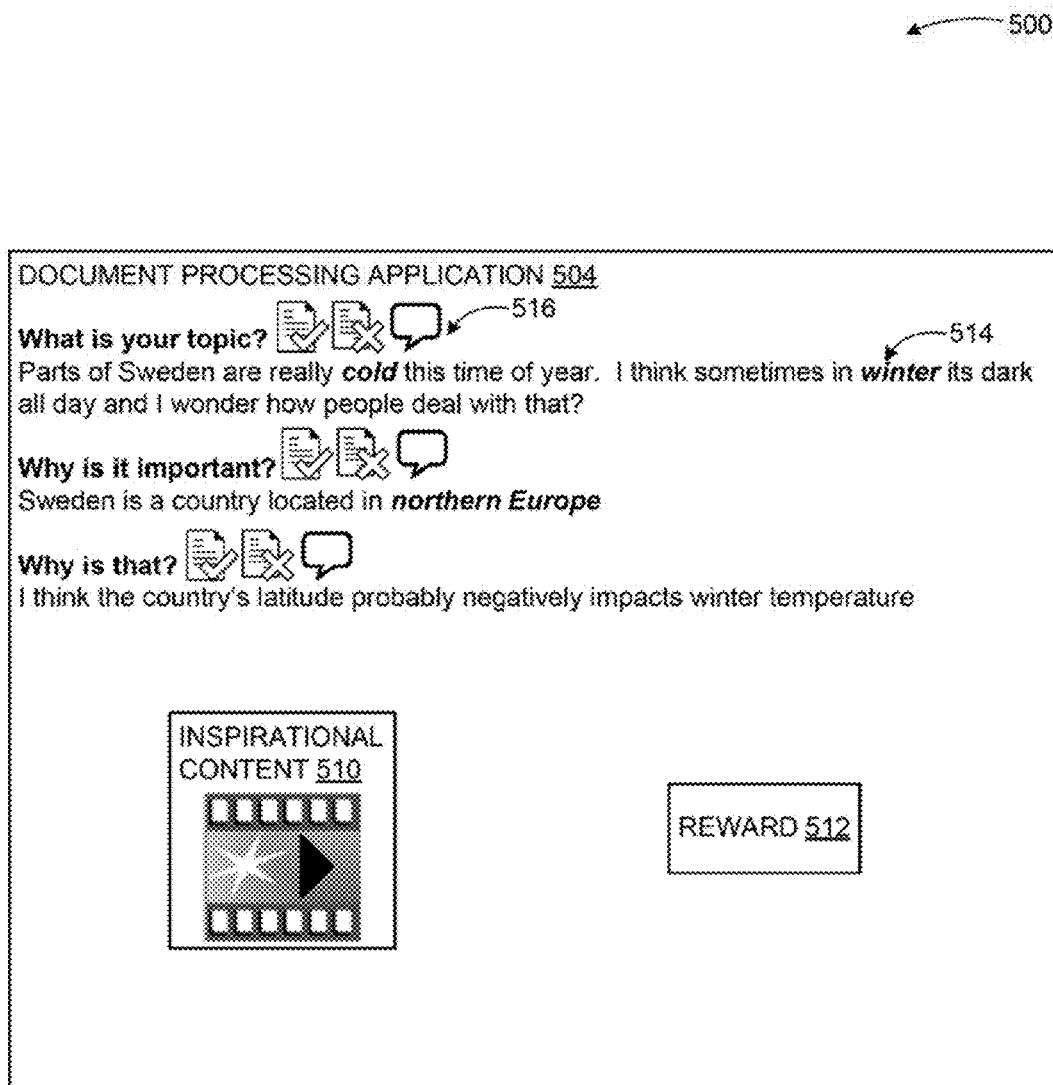 500
DOCUMENT PROCESSING APPLICATION 504
What is your topic? 516
514
Parts of Sweden are really cold this time of year. I think sometimes in winter its dark
all day and I wonder how people deal with that?
Why is it important?
Sweden is a country located in northern Europe
Why is that?
I think the country's latitude probably negatively impacts winter temperature
INSPIRATIONAL
CONTENT 510
REWARD 512